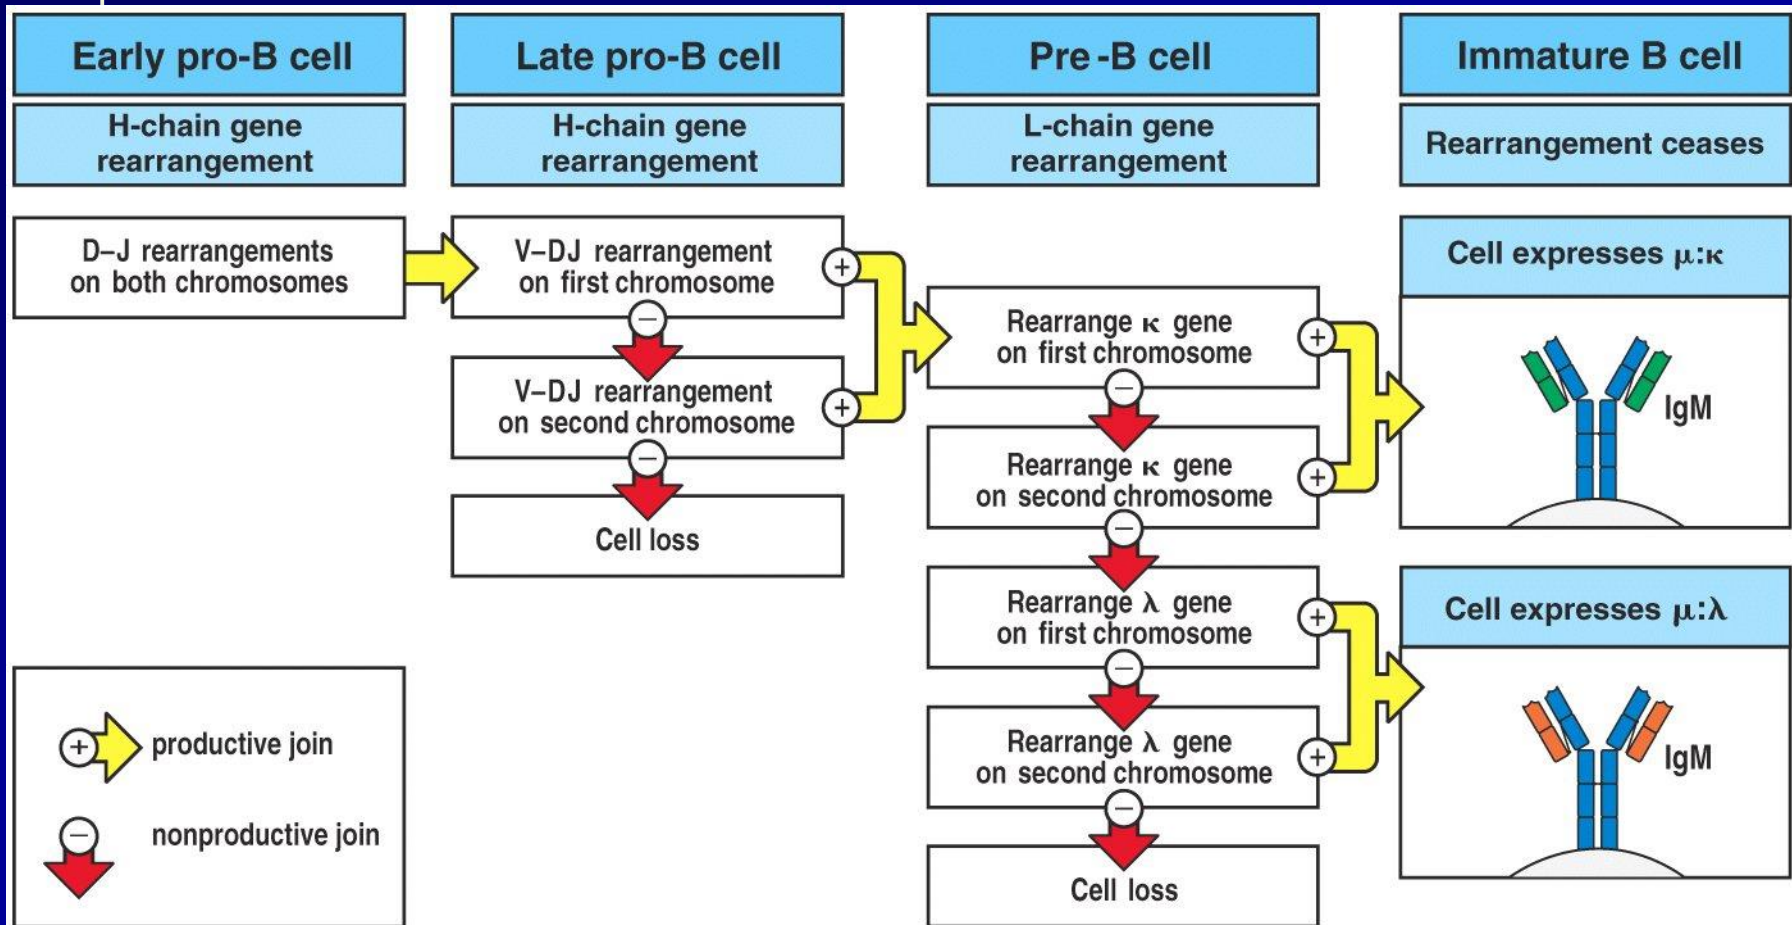 Early pro-B cell
H-chain gene
rearrangement
D–J rearrangements
on both chromosomes
Late pro-B cell
H-chain gene
rearrangement
V–DJ rearrangement
on first chromosome
+
−
V–DJ rearrangement
on second chromosome
+
−
Cell loss
Pre-B cell
L-chain gene
rearrangement
Rearrange κ gene
on first chromosome
+
−
Rearrange κ gene
on second chromosome
+
−
Rearrange λ gene
on first chromosome
+
−
Rearrange λ gene
on second chromosome
+
−
Cell loss
Immature B cell
Rearrangement ceases
Cell expresses μ:κ
IgM
Cell expresses μ:λ
IgM
+ productive join
− nonproductive join